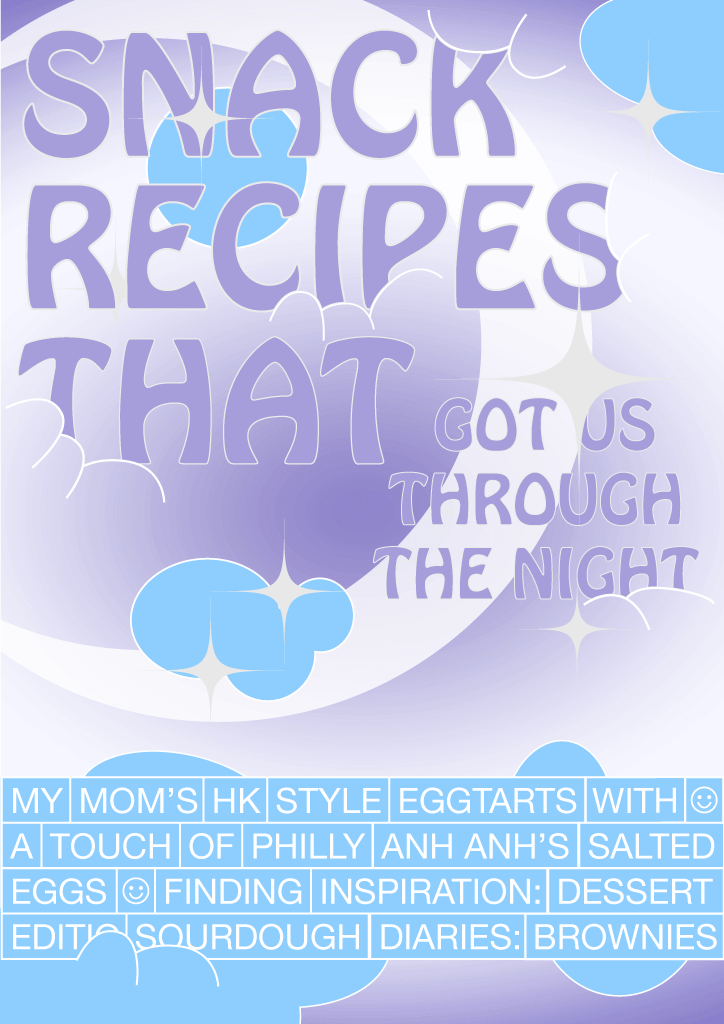 SNACK
RECIPES
THAT
GOT US
THROUGH
THE NIGHT
MY MOM'S HK STYLE EGGTARTS WITH ☺
A TOUCH OF PHILLY ANH ANH'S SALTED
EGGS ☺ FINDING INSPIRATION: DESSERT
EDITIO SOURDOUGH DIARIES: BROWNIES